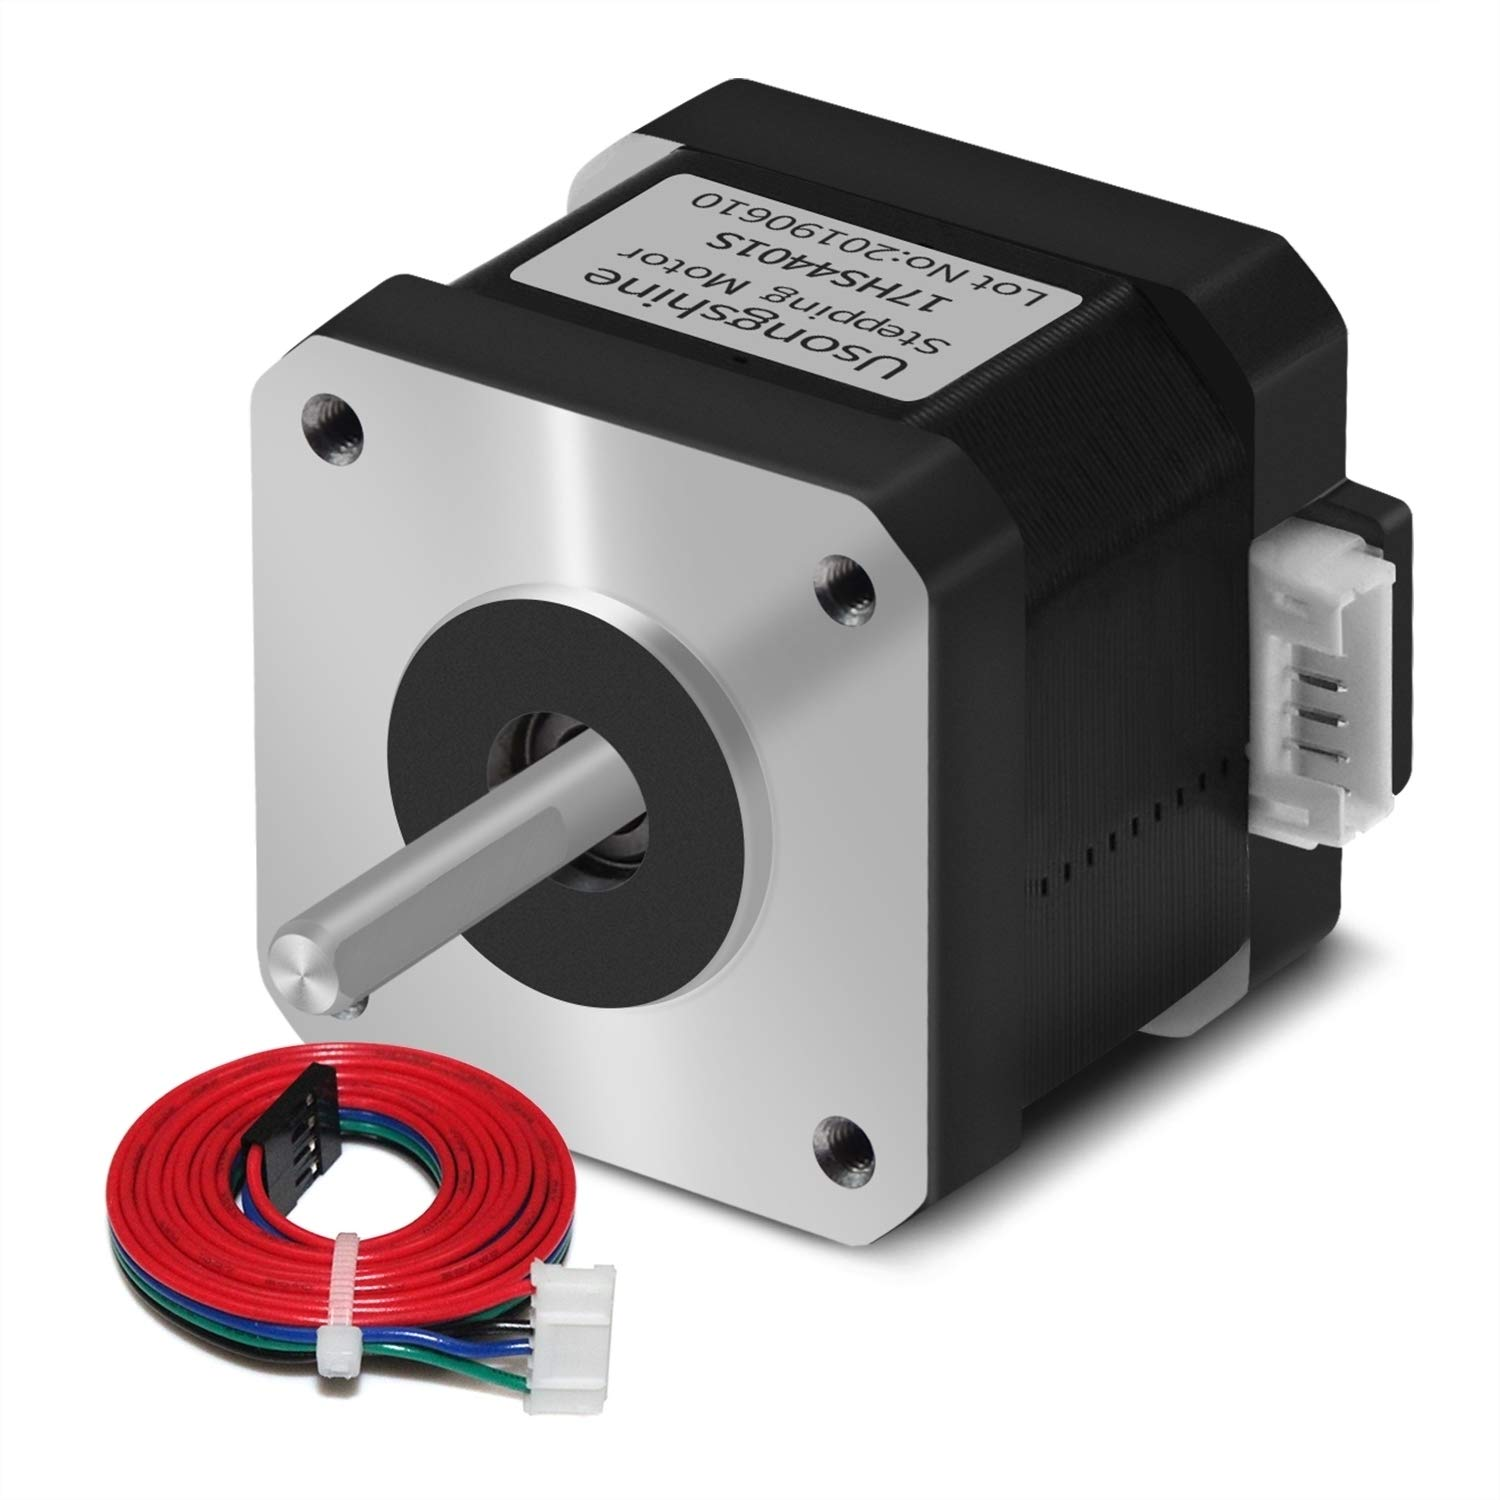 Usongshine
Stepping Motor
17HS4401S
Lot No:20190610